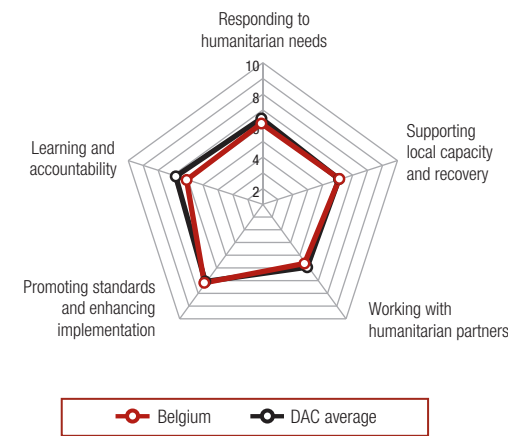 Responding to
humanitarian needs
10
8
6
4
2
Learning and
accountability
Supporting
local capacity
and recovery
Promoting standards
and enhancing
implementation
Working with
humanitarian partners
Belgium
DAC average